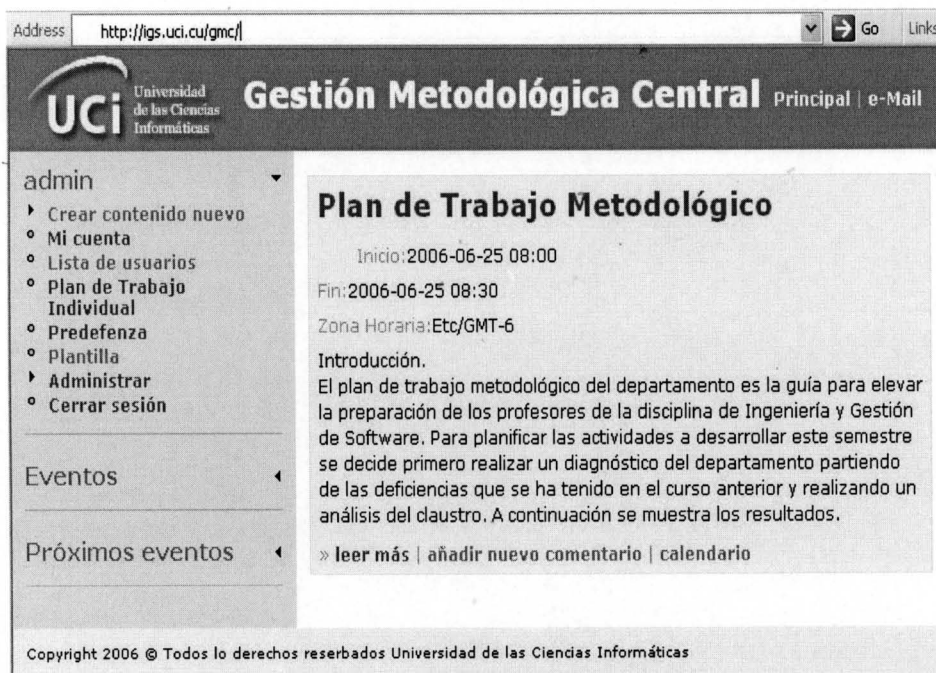 Address http://igs.uci.cu/gmc/ Go Links
UCi Universidad
de las Ciencias
Informáticas
Gestión Metodológica Central Principal | e-Mail
admin
Crear contenido nuevo
Mi cuenta
Lista de usuarios
Plan de Trabajo
Individual
Predefenza
Plantilla
Administrar
Cerrar sesión
Eventos
Próximos eventos
Plan de Trabajo Metodológico
Inicio:2006-06-25 08:00
Fin:2006-06-25 08:30
Zona Horaria:Etc/GMT-6
Introducción.
El plan de trabajo metodológico del departamento es la guía para elevar
la preparación de los profesores de la disciplina de Ingeniería y Gestión
de Software. Para planificar las actividades a desarrollar este semestre
se decide primero realizar un diagnóstico del departamento partiendo
de las deficiencias que se ha tenido en el curso anterior y realizando un
análisis del claustro. A continuación se muestra los resultados.
» leer más | añadir nuevo comentario | calendario
Copyright 2006 © Todos lo derechos reserbados Universidad de las Ciencias Informáticas